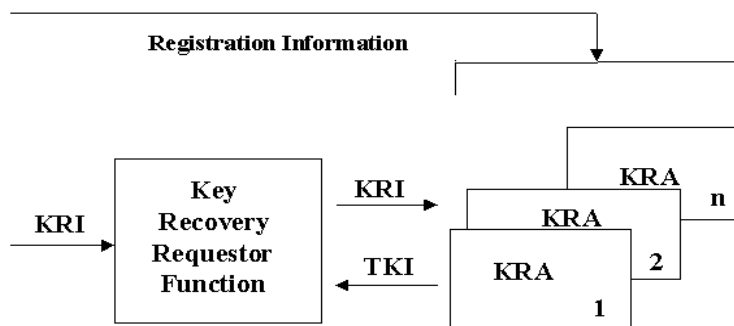 Registration Information
KRI
Key
Recovery
Requestor
Function
KRI
TKI
KRA
n
KRA
2
KRA
1